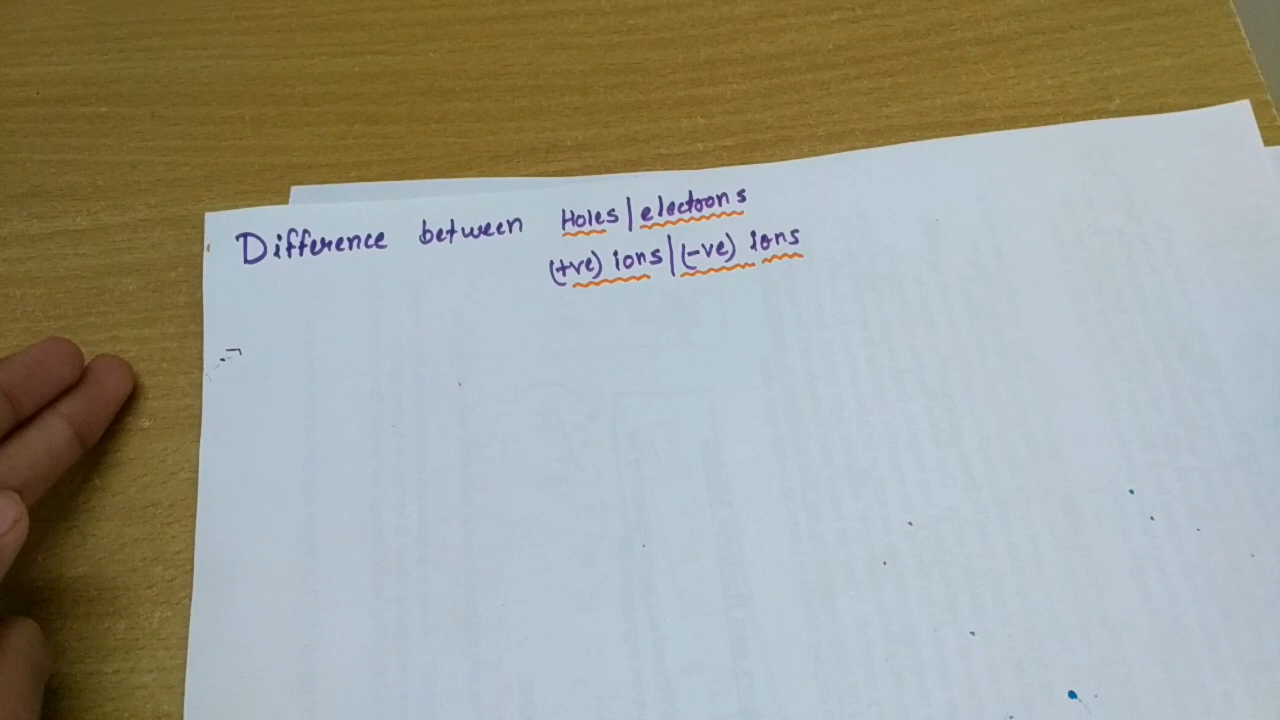 Difference between Holes | electrons
(+ve) ions | (-ve) ions